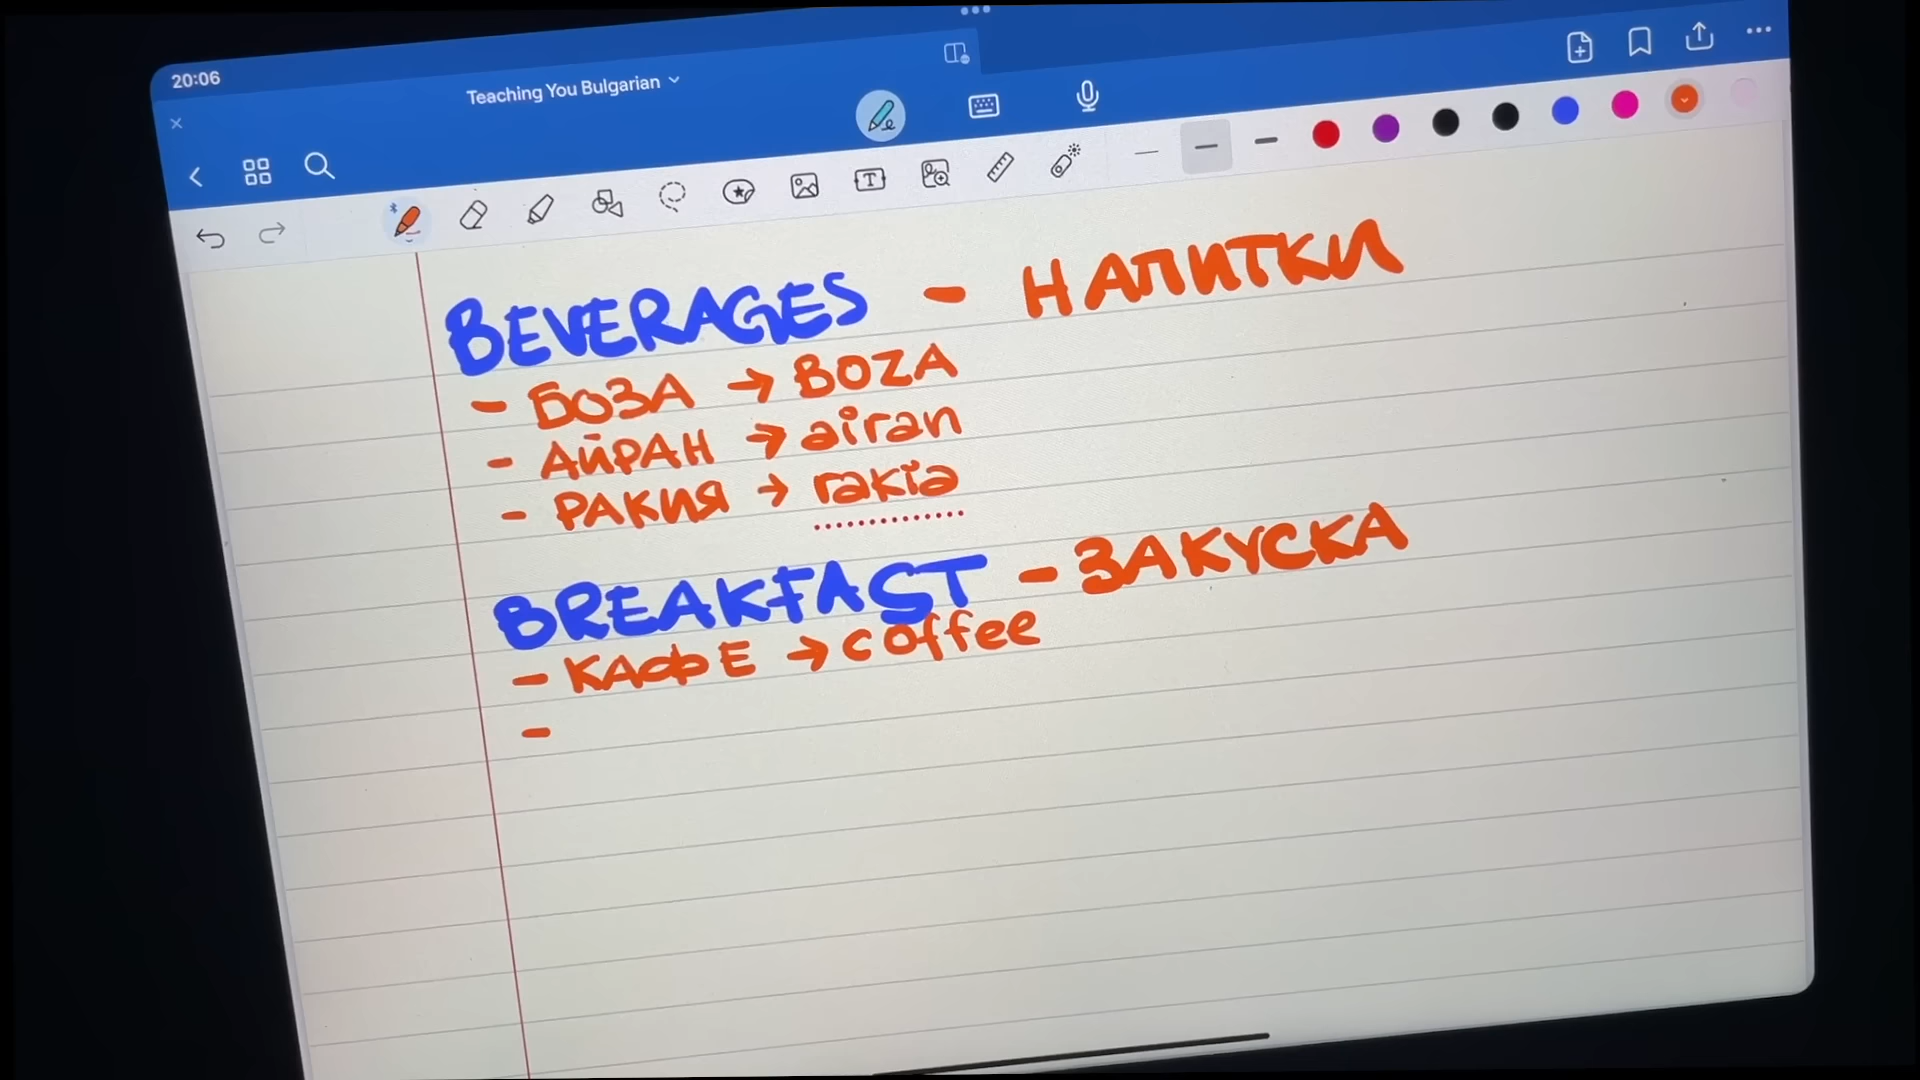 20:06
Teaching You Bulgarian
BEVERAGES - НАПИТКИ
- БОЗА → BOZA
- АЙРАН → airan
- РАКИЯ → rakia
BREAKFAST - ЗАКУСКА
- КАФЕ → coffee
-